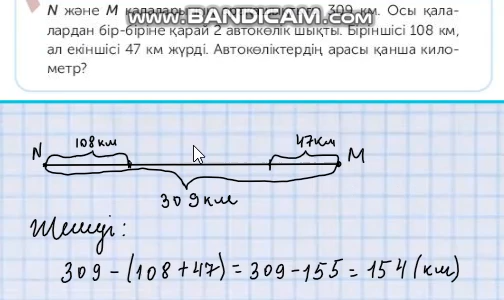 WWW.BANDICAM.COM
N және M 309 км. Осы қала-
лардан бір-біріне қарай 2 автокөлік шықты. Біріншісі 108 км,
ал екіншісі 47 км жүрді. Автокөліктердің арасы қанша кило-
метр?
108 км 47 км
N M
309 км
Шешуі:
309 - (108 + 47) = 309 - 155 = 154 (км)